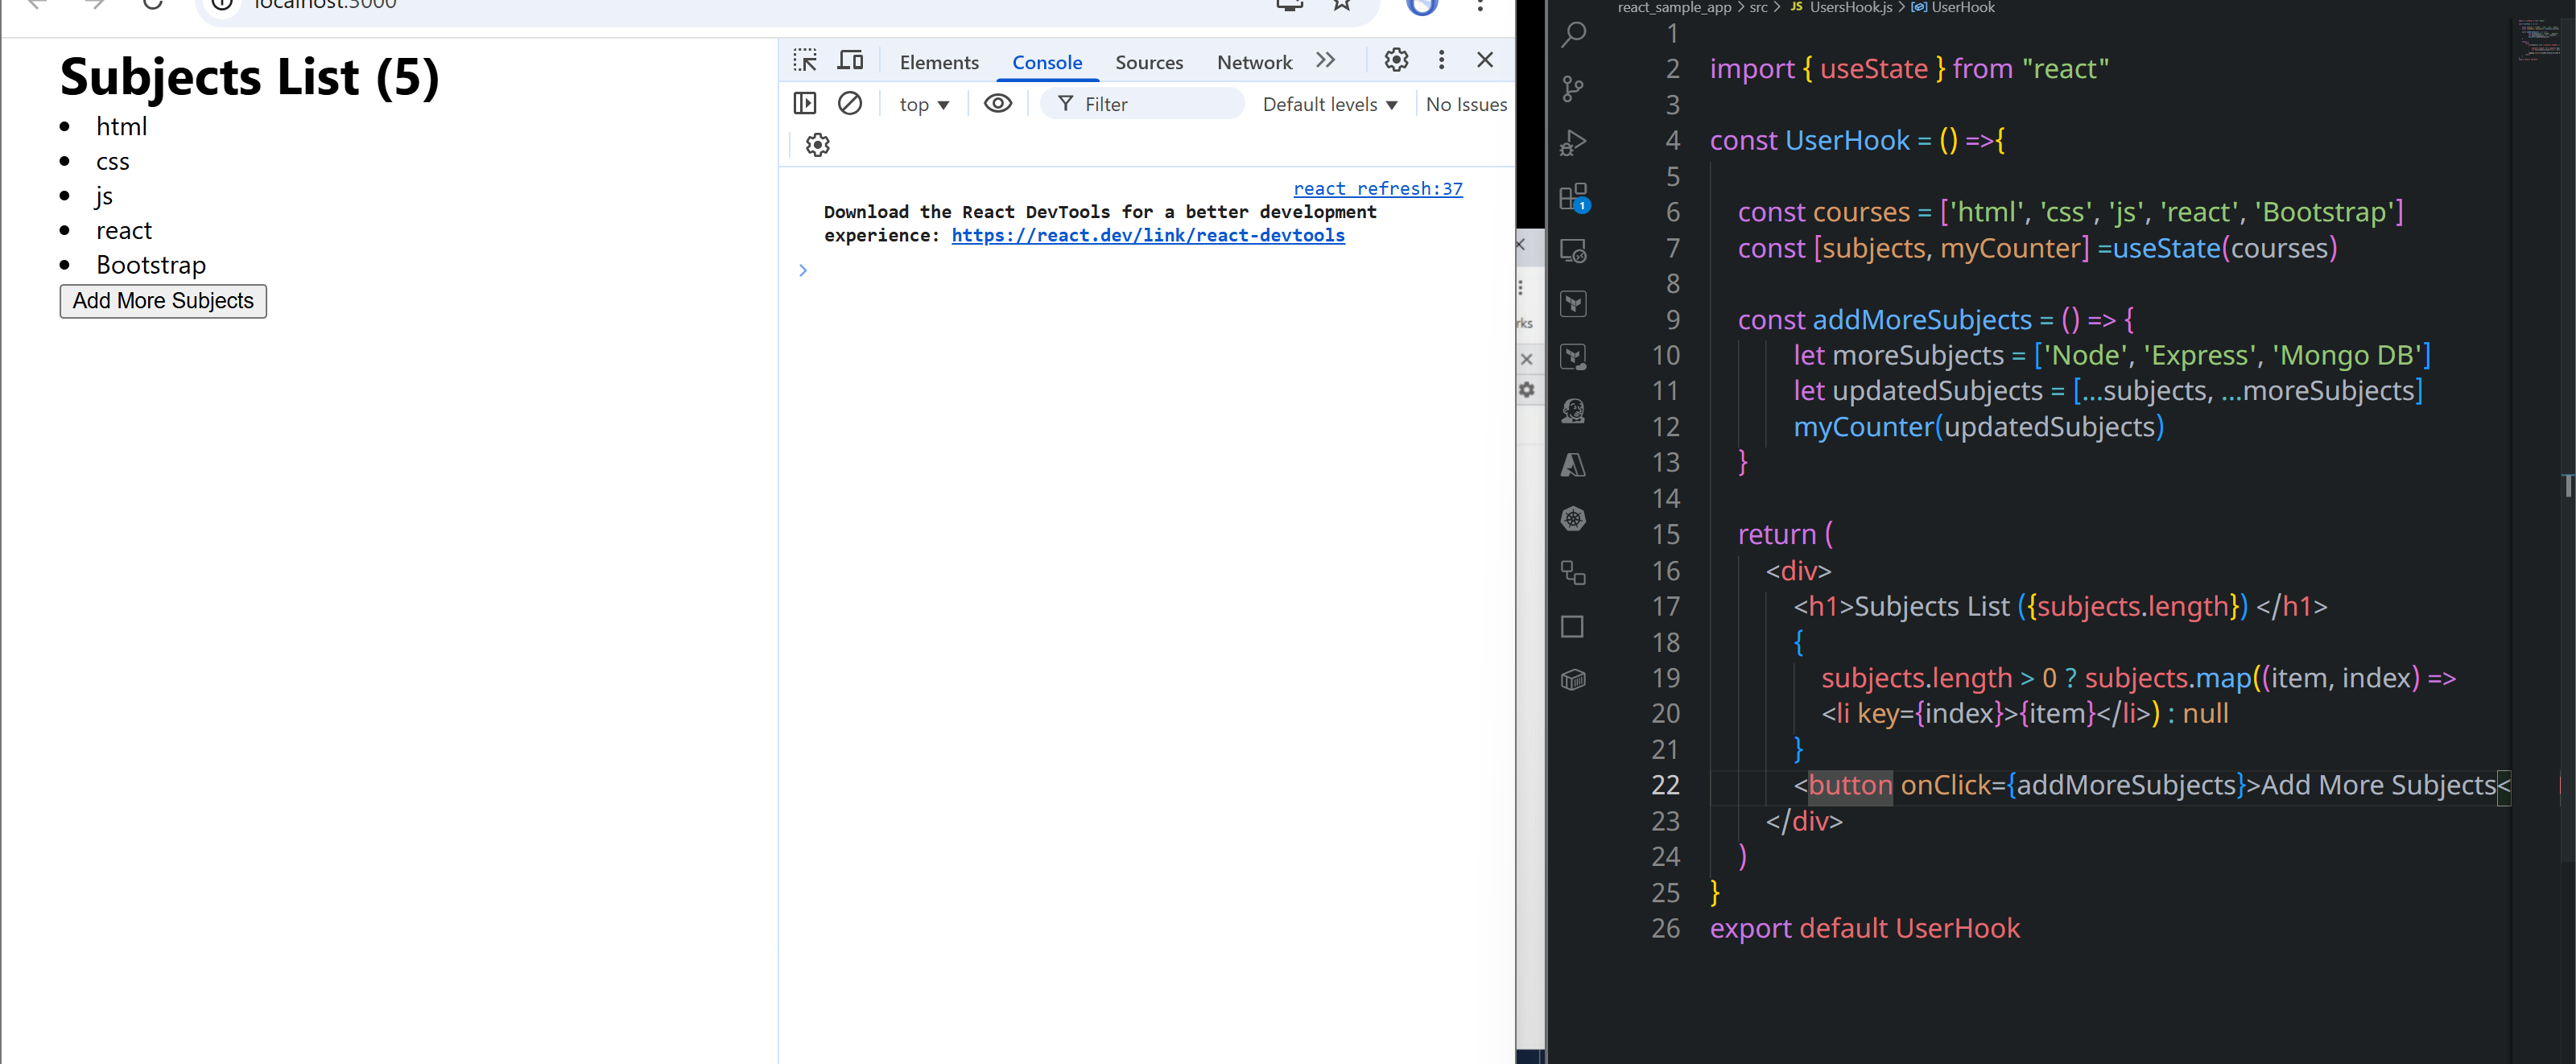 localhost:3000
Subjects List (5)
html
css
js
react
Bootstrap
Add More Subjects
Elements
Console
Sources
Network
top
Filter
Default levels
No Issues
react refresh:37
Download the React DevTools for a better development
experience: https://react.dev/link/react-devtools
rks
1
react_sample_app > src > JS UsersHook.js > UserHook
1
2 import { useState } from "react"
3
4 const UserHook = () =>{
5
6 const courses = ['html', 'css', 'js', 'react', 'Bootstrap']
7 const [subjects, myCounter] =useState(courses)
8
9 const addMoreSubjects = () => {
10 let moreSubjects = ['Node', 'Express', 'Mongo DB']
11 let updatedSubjects = [...subjects, ...moreSubjects]
12 myCounter(updatedSubjects)
13 }
14
15 return (
16 <div>
17 <h1>Subjects List ({subjects.length}) </h1>
18 {
19 subjects.length > 0 ? subjects.map((item, index) =>
20 <li key={index}>{item}</li>) : null
21 }
22 <button onClick={addMoreSubjects}>Add More Subjects<
23 </div>
24 )
25 }
26 export default UserHook